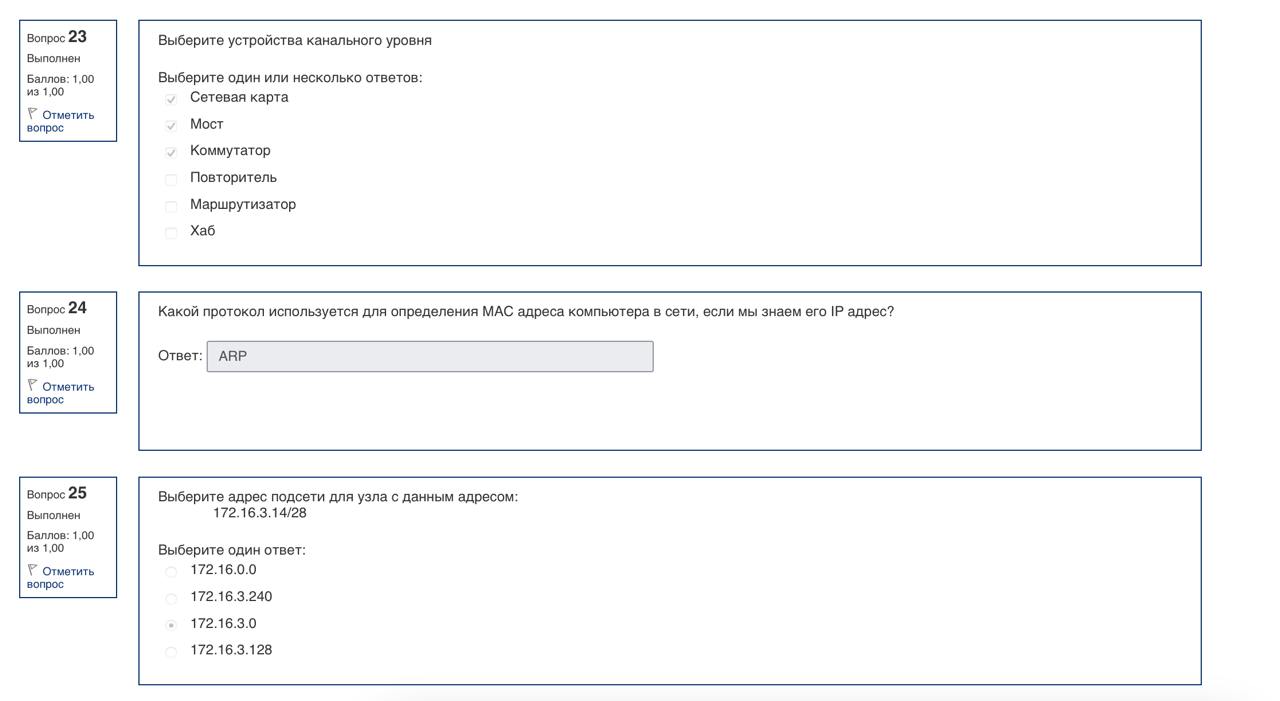 Вопрос 23
Выполнен
Баллов: 1,00
из 1,00
Отметить
вопрос
Выберите устройства канального уровня
Выберите один или несколько ответов:
Сетевая карта
Мост
Коммутатор
Повторитель
Маршрутизатор
Хаб
Вопрос 24
Выполнен
Баллов: 1,00
из 1,00
Отметить
вопрос
Какой протокол используется для определения MAC адреса компьютера в сети, если мы знаем его IP адрес?
Ответ: ARP
Вопрос 25
Выполнен
Баллов: 1,00
из 1,00
Отметить
вопрос
Выберите адрес подсети для узла с данным адресом:
172.16.3.14/28
Выберите один ответ:
172.16.0.0
172.16.3.240
172.16.3.0
172.16.3.128